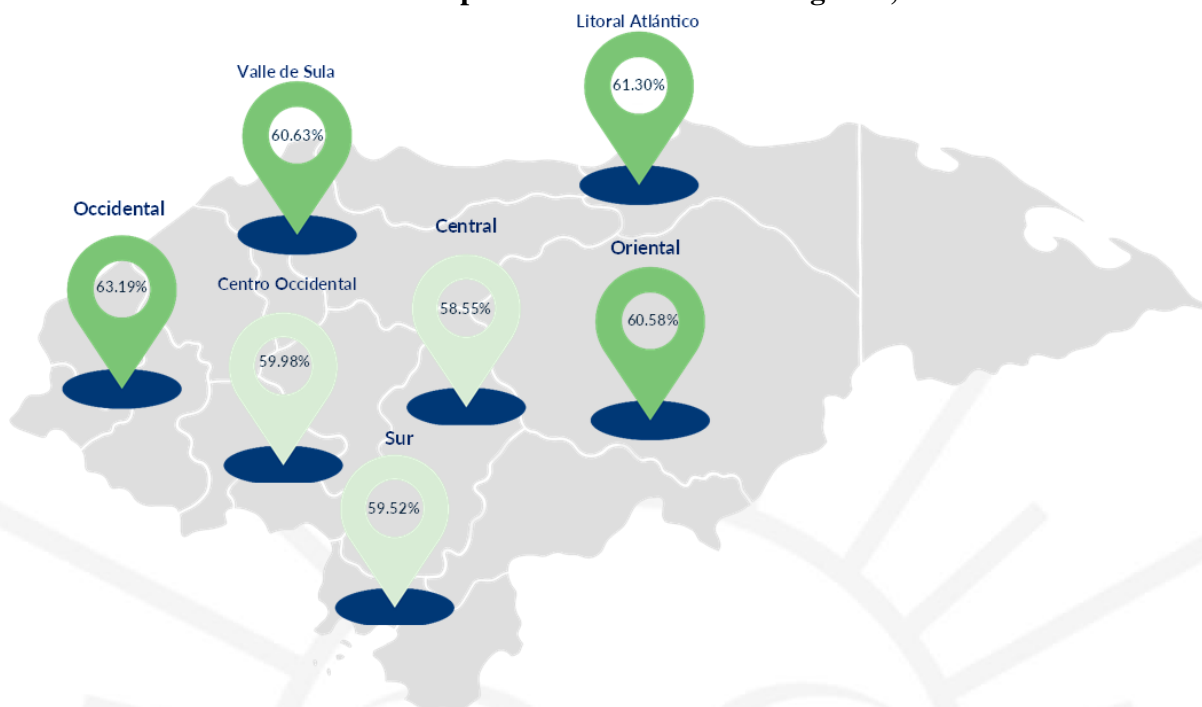 Litoral Atlántico
61.30%
Valle de Sula
60.63%
Occidental
63.19%
Central
58.55%
Oriental
60.58%
Centro Occidental
59.98%
Sur
59.52%